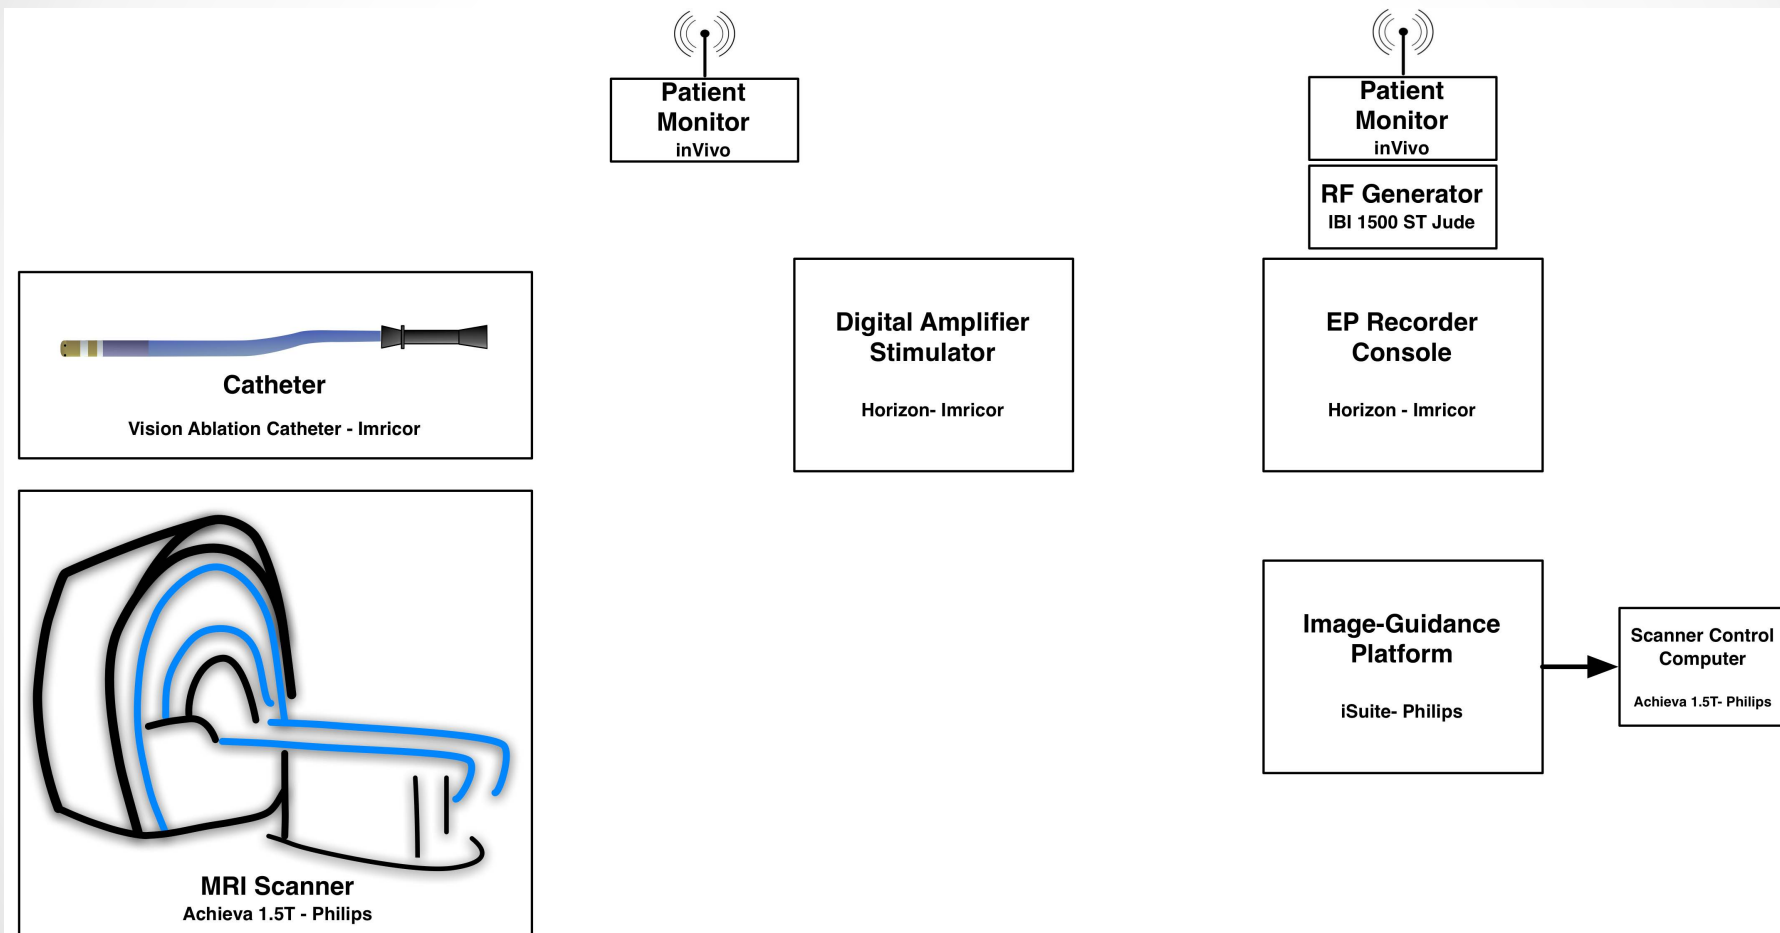 Patient
Monitor
inVivo
Patient
Monitor
inVivo
RF Generator
IBI 1500 ST Jude
Catheter
Vision Ablation Catheter - Imricor
Digital Amplifier
Stimulator
Horizon- Imricor
EP Recorder
Console
Horizon - Imricor
MRI Scanner
Achieva 1.5T - Philips
Image-Guidance
Platform
iSuite- Philips
Scanner Control
Computer
Achieva 1.5T- Philips